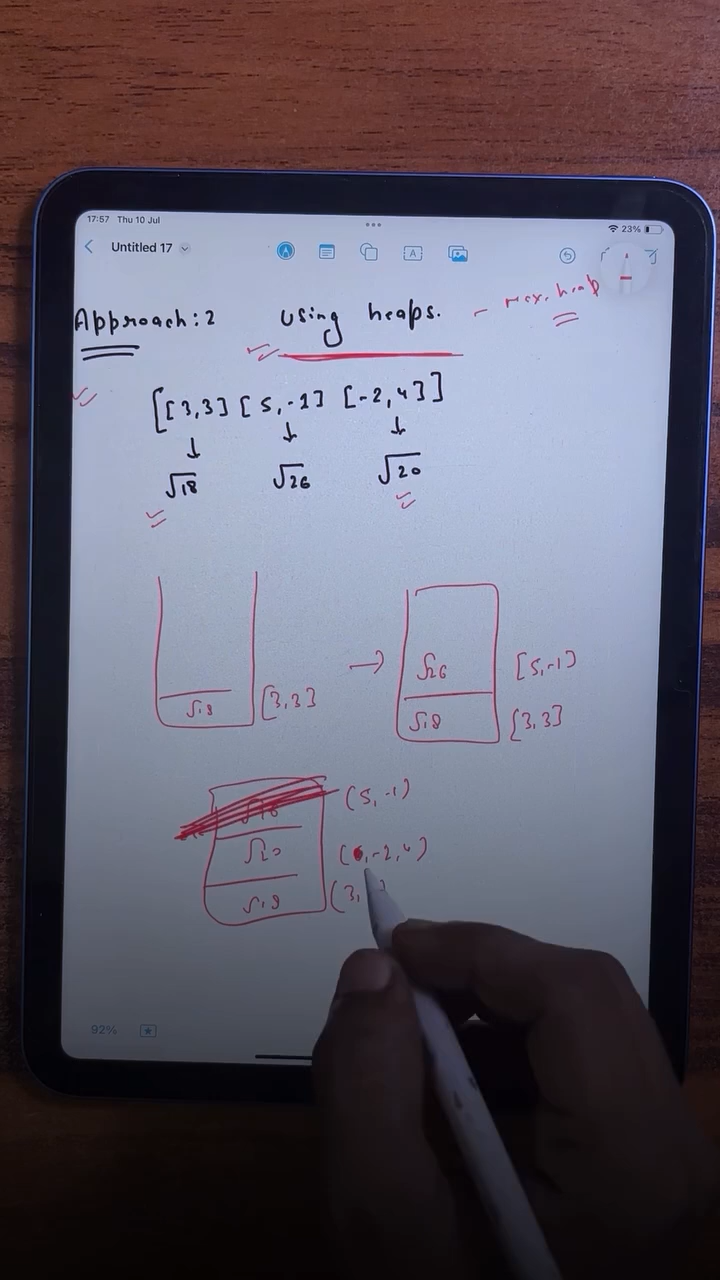 17:57 Thu 10 Jul 23%
Untitled 17
Approach:2 using heaps. - Max. heap
[[3,3] [5,-1] [-2,4]]
√18 √26 √20
√26 [5,-1)
√18 [3,3] √18 [3,3]
(5,-1)
√20 (-2,4)
√18 (3,
92%